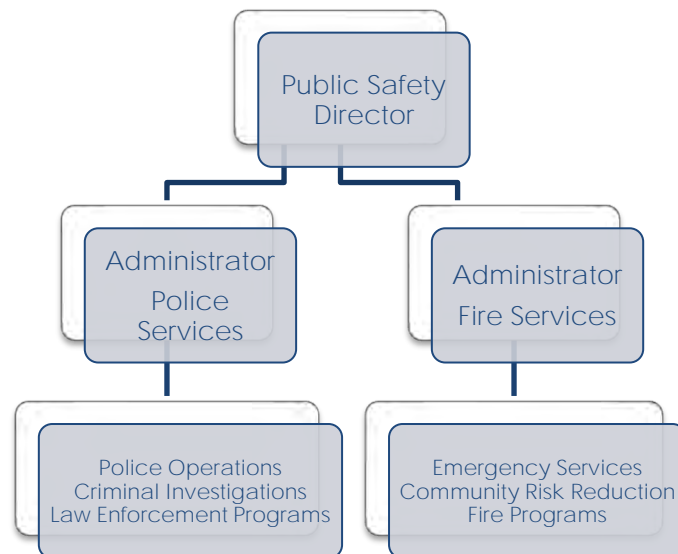 Public Safety
Director
Administrator
Police
Services
Administrator
Fire Services
Police Operations
Criminal Investigations
Law Enforcement Programs
Emergency Services
Community Risk Reduction
Fire Programs